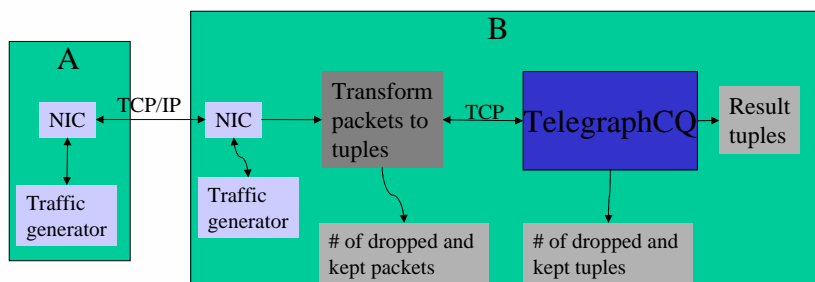 A
B
NIC
TCP/IP
NIC
Traffic
generator
Traffic
generator
Transform
packets to
tuples
TCP
TelegraphCQ
Result
tuples
# of dropped and
kept packets
# of dropped and
kept tuples